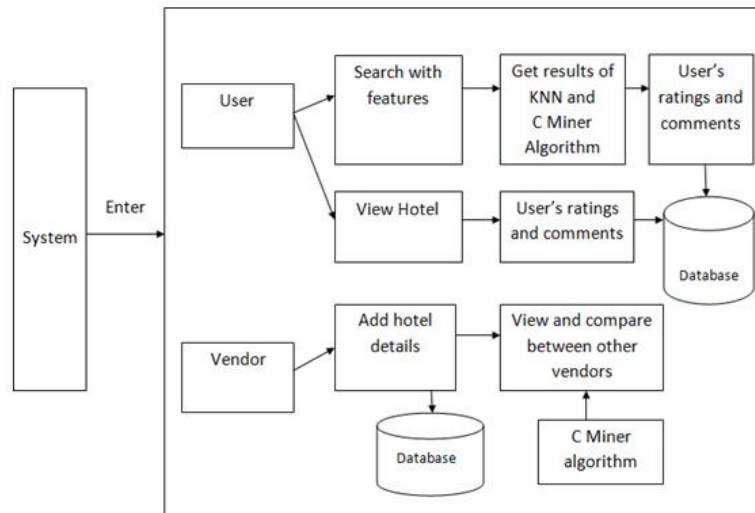 System
Enter
User
Search with
features
Get results of
KNN and
C Miner
Algorithm
User's
ratings and
comments
View Hotel
User's ratings
and comments
Database
Vendor
Add hotel
details
View and compare
between other
vendors
Database
C Miner
algorithm